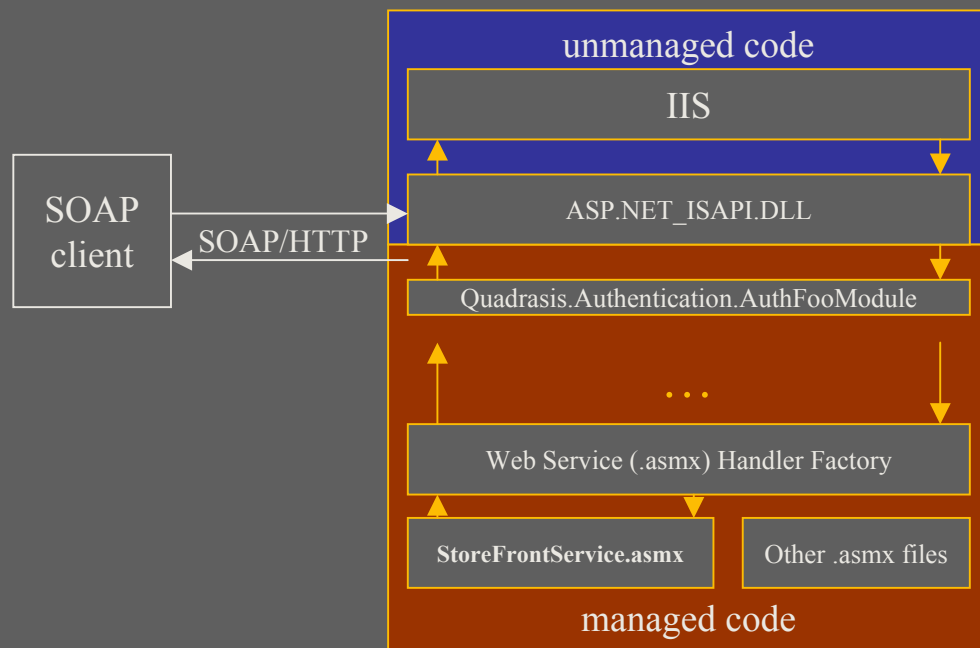 unmanaged code
IIS
SOAP
client
SOAP/HTTP
ASP.NET_ISAPI.DLL
Quadrasis.Authentication.AuthFooModule
...
Web Service (.asmx) Handler Factory
StoreFrontService.asmx
Other .asmx files
managed code